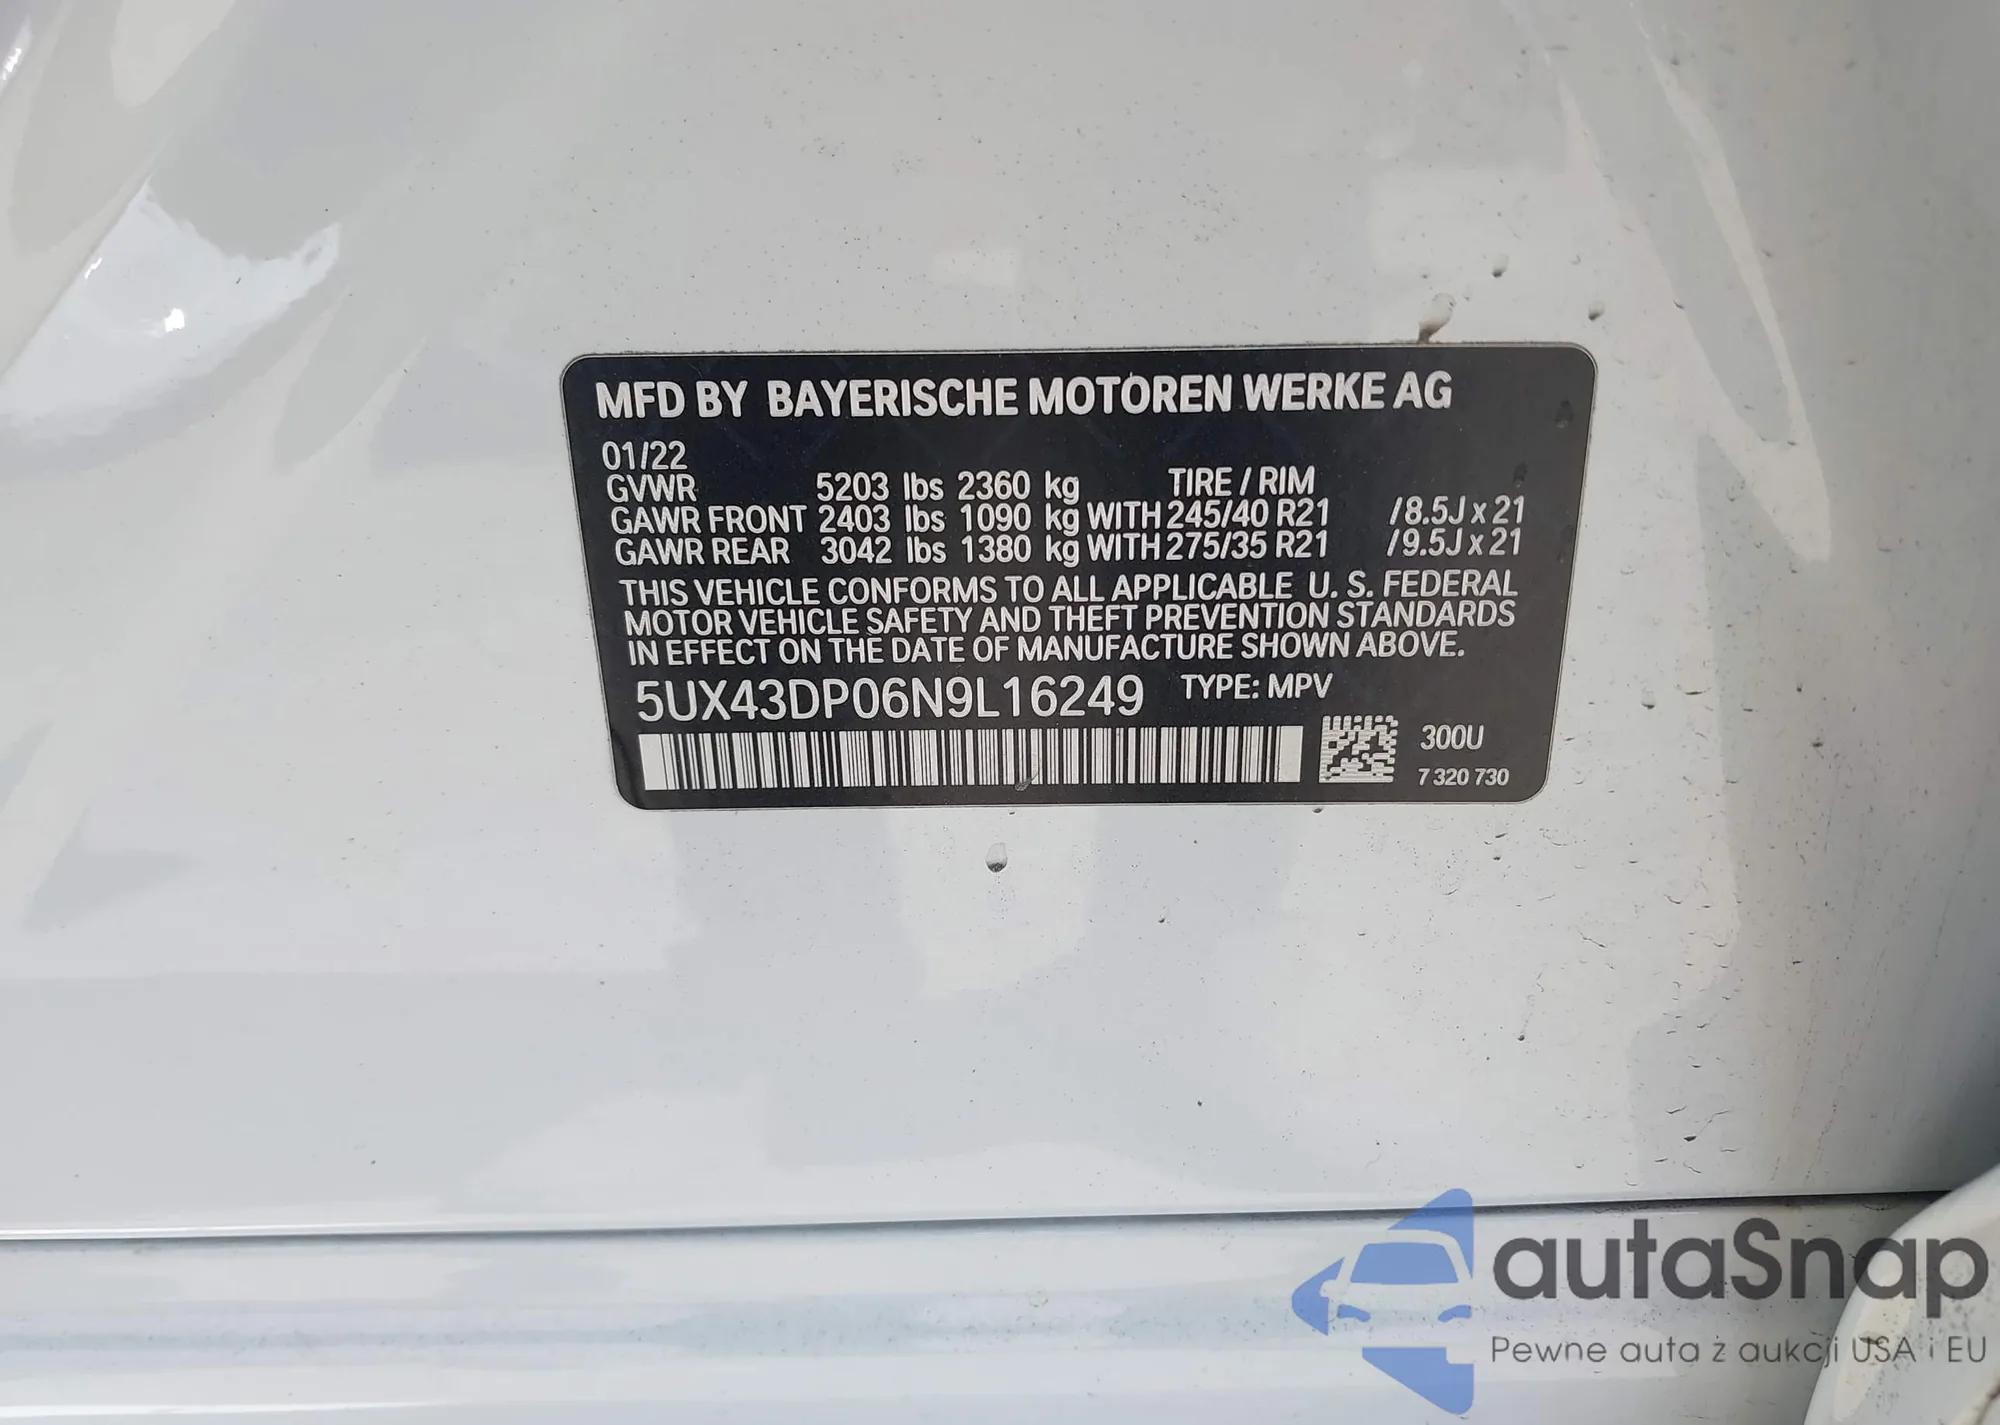 MFD BY BAYERISCHE MOTOREN WERKE AG
01/22
GVWR 5203 lbs 2360 kg TIRE / RIM
GAWR FRONT 2403 lbs 1090 kg WITH 245/40 R21 /8.5J x 21
GAWR REAR 3042 lbs 1380 kg WITH 275/35 R21 /9.5J x 21
THIS VEHICLE CONFORMS TO ALL APPLICABLE U. S. FEDERAL
MOTOR VEHICLE SAFETY AND THEFT PREVENTION STANDARDS
IN EFFECT ON THE DATE OF MANUFACTURE SHOWN ABOVE.
5UX43DP06N9L16249 TYPE: MPV
300U
7 320 730
autaSnap
Pewne auta z aukcji USA i EU